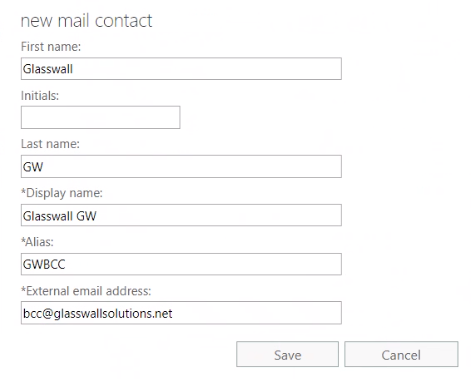 new mail contact
First name:
Glasswall
Initials:
Last name:
GW
*Display name:
Glasswall GW
*Alias:
GWBCC
*External email address:
bcc@glasswallsolutions.net
Save Cancel